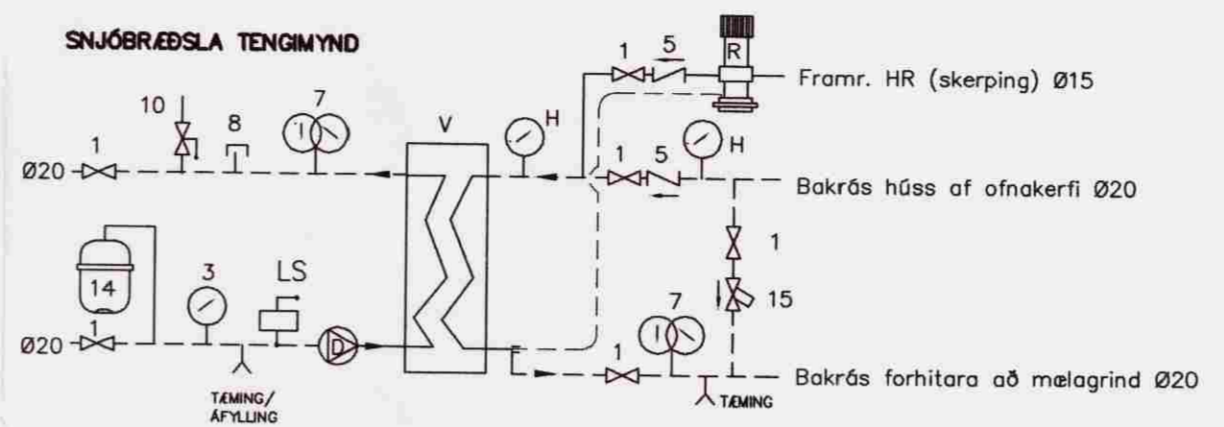 SNJÓBRÆÐSLA TENGIMYND
R
1 5
Framr. HR (skerping) Ø15
10 8 7 V H
1
Ø20
1 5 H
Bakrás húss af ofnakerfi Ø20
1
14 3 LS
15
7
1
Ø20
D
1
Bakrás forhitara að mælagrind Ø20
TÆMING
TÆMING/
ÁFYLLING